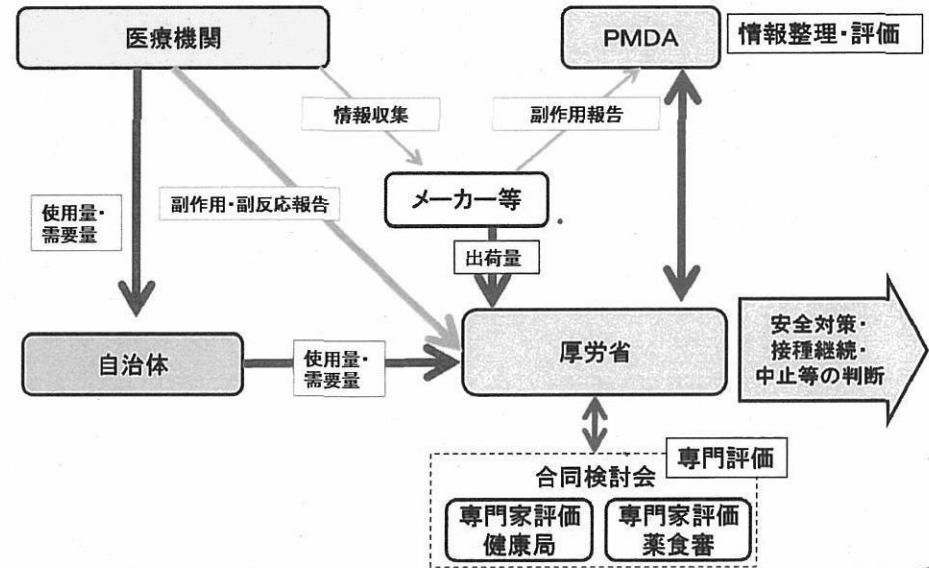 医療機関
PMDA
情報整理・評価
情報収集
副作用報告
メーカー等
使用量・
需要量
副作用・副反応報告
出荷量
自治体
使用量・
需要量
厚労省
安全対策・
接種継続・
中止等の判断
専門評価
合同検討会
専門家評価
健康局
専門家評価
薬食審